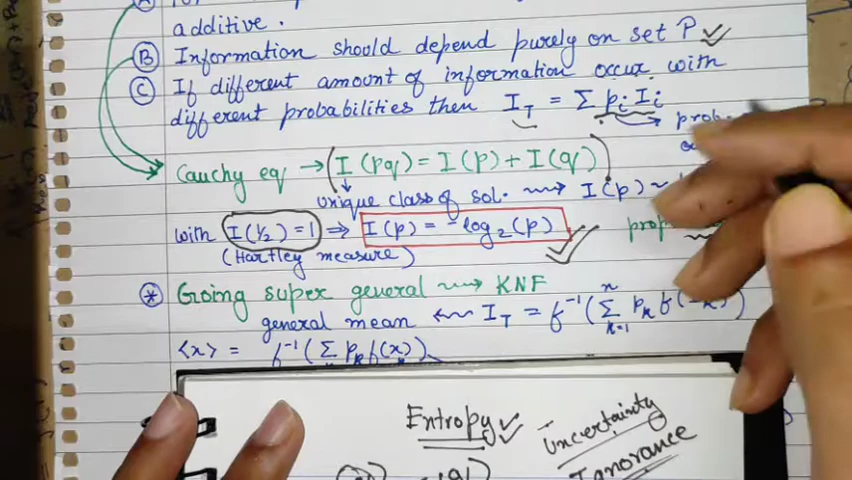 additive.
(B) Information should depend purely on set P ✓
(C) If different amount of information occur with
different probabilities then I_T = Σ p_i I_i
Cauchy eq → (I(pq) = I(p) + I(q))
unique class of sol. ⇝ I(p) ~
with I(1/2) = 1 ⇒ I(p) = -log_2(p)
(Hartley measure)
(*) Going super general ⇝ KNF
general mean ⇜ I_T = f^-1(Σ_{k=1}^{n} p_k f(
<x> = f^-1(Σ p_k f(x))
Entropy ✓
Uncertainty
Ignorance